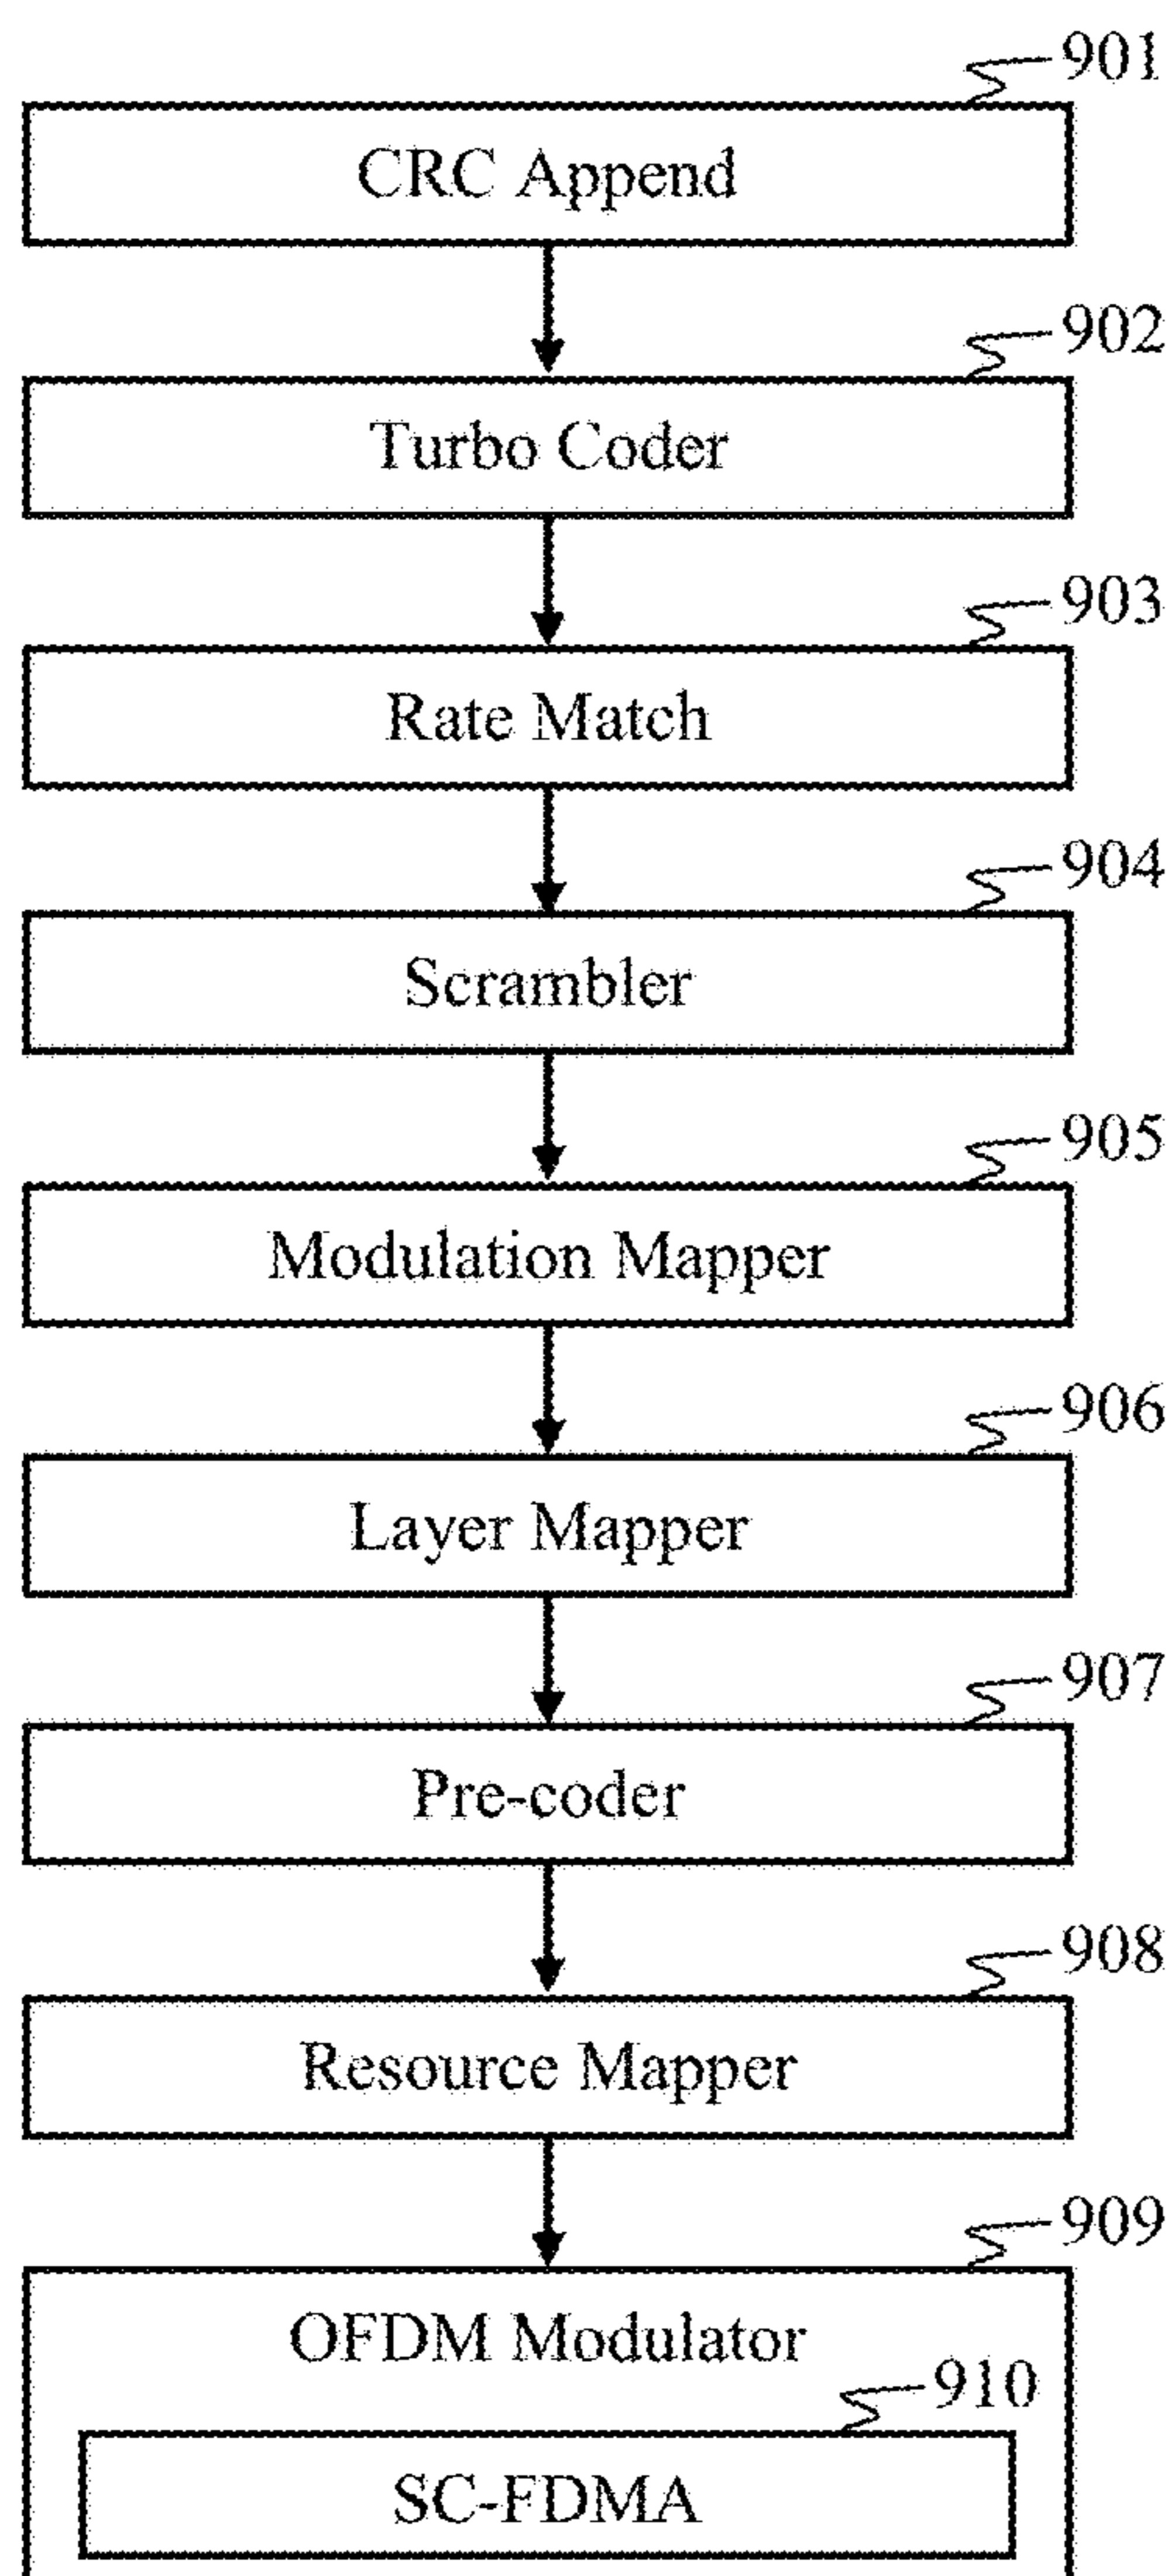 901
CRC Append
902
Turbo Coder
903
Rate Match
904
Scrambler
905
Modulation Mapper
906
Layer Mapper
907
Pre-coder
908
Resource Mapper
909
OFDM Modulator
910
SC-FDMA